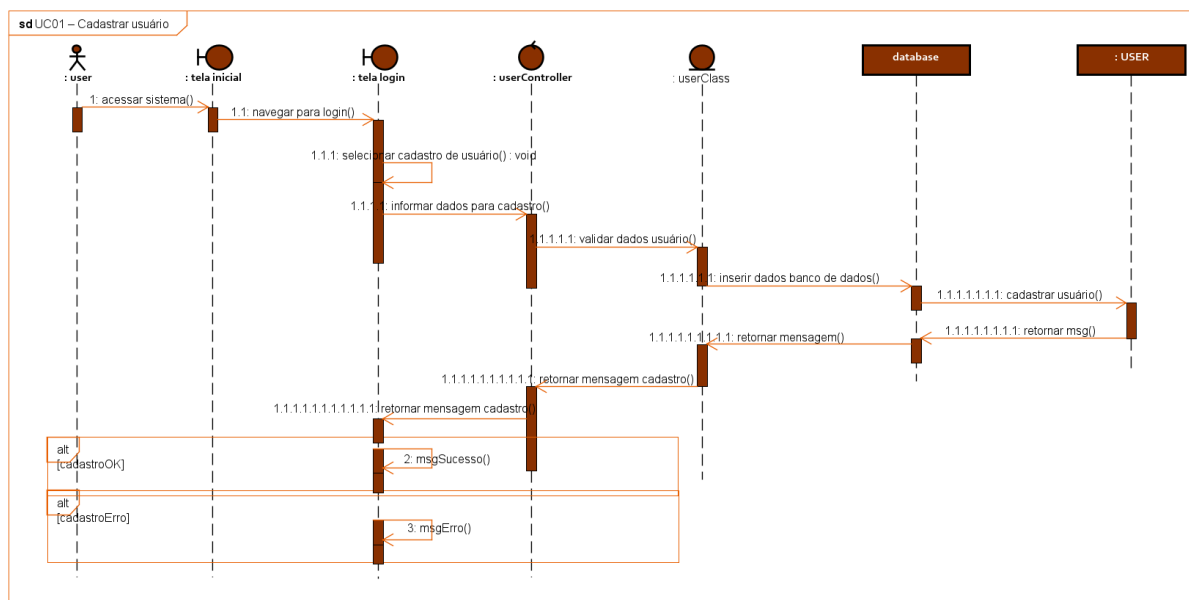 sd UC01 – Cadastrar usuário
: user
: tela inicial
: tela login
: userController
: userClass
database
: USER
1: acessar sistema()
1.1: navegar para login()
1.1.1: selecionar cadastro de usuário() : void
1.1.1.1: informar dados para cadastro()
1.1.1.1.1: validar dados usuário()
1.1.1.1.1.1: inserir dados banco de dados()
1.1.1.1.1.1.1: cadastrar usuário()
1.1.1.1.1.1.1.1: retornar msg()
1.1.1.1.1.1.1.1.1: retornar mensagem()
1.1.1.1.1.1.1.1.1.1: retornar mensagem cadastro()
1.1.1.1.1.1.1.1.1.1.1: retornar mensagem cadastro()
alt
[cadastroOK]
2: msgSucesso()
alt
[cadastroErro]
3: msgErro()